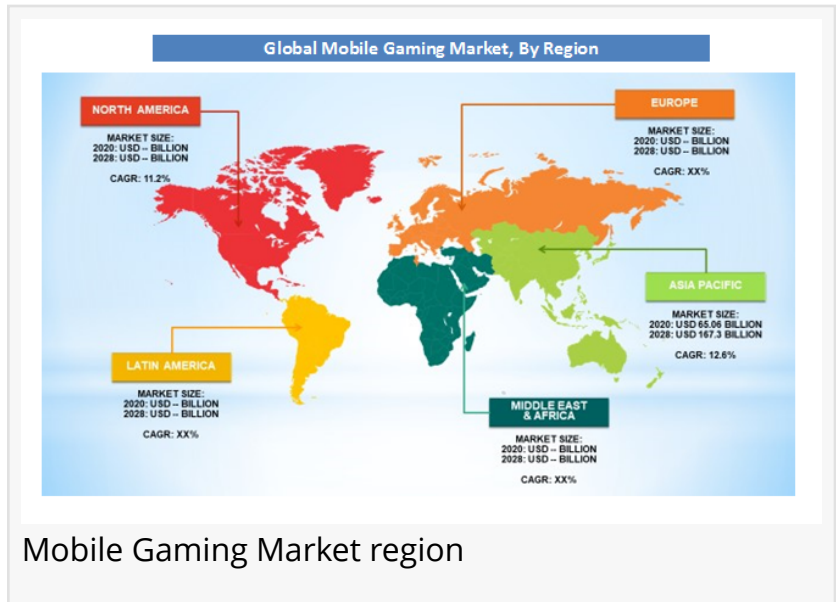 Global Mobile Gaming Market, By Region
NORTH AMERICA
MARKET SIZE:
2020: USD -- BILLION
2028: USD -- BILLION
CAGR: 11.2%
EUROPE
MARKET SIZE:
2020: USD -- BILLION
2028: USD -- BILLION
CAGR: XX%
ASIA PACIFIC
MARKET SIZE:
2020: USD 65.06 BILLION
2028: USD 167.3 BILLION
CAGR: 12.6%
LATIN AMERICA
MARKET SIZE:
2020: USD -- BILLION
2028: USD -- BILLION
CAGR: XX%
MIDDLE EAST
& AFRICA
MARKET SIZE:
2020: USD -- BILLION
2028: USD -- BILLION
CAGR: XX%
Mobile Gaming Market region